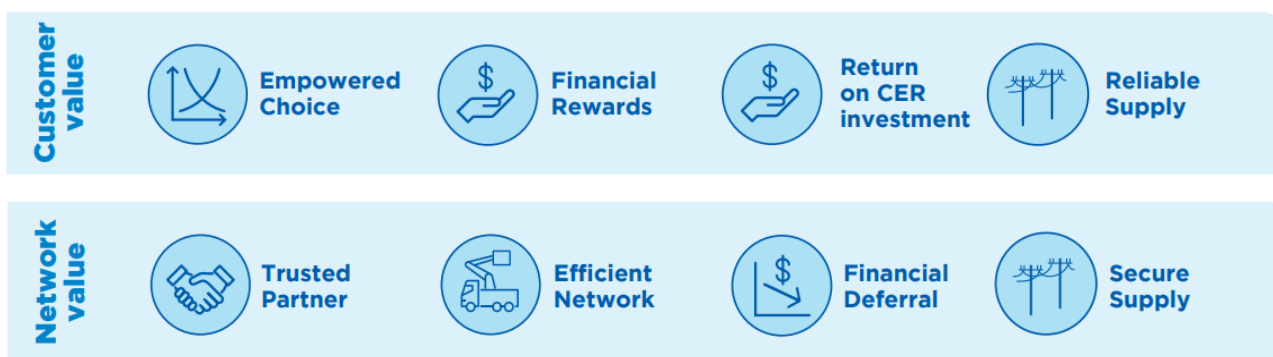 Customer
value
Empowered
Choice
$
Financial
Rewards
$
Return
on CER
investment
Reliable
Supply
Network
value
Trusted
Partner
Efficient
Network
$
Financial
Deferral
Secure
Supply